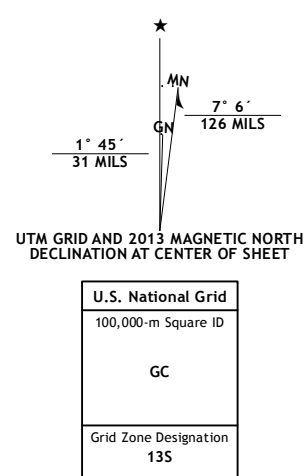 MN
GN
7° 6´
126 MILS
1° 45´
31 MILS
UTM GRID AND 2013 MAGNETIC NORTH
DECLINATION AT CENTER OF SHEET
U.S. National Grid
100,000-m Square ID
GC
Grid Zone Designation
13S